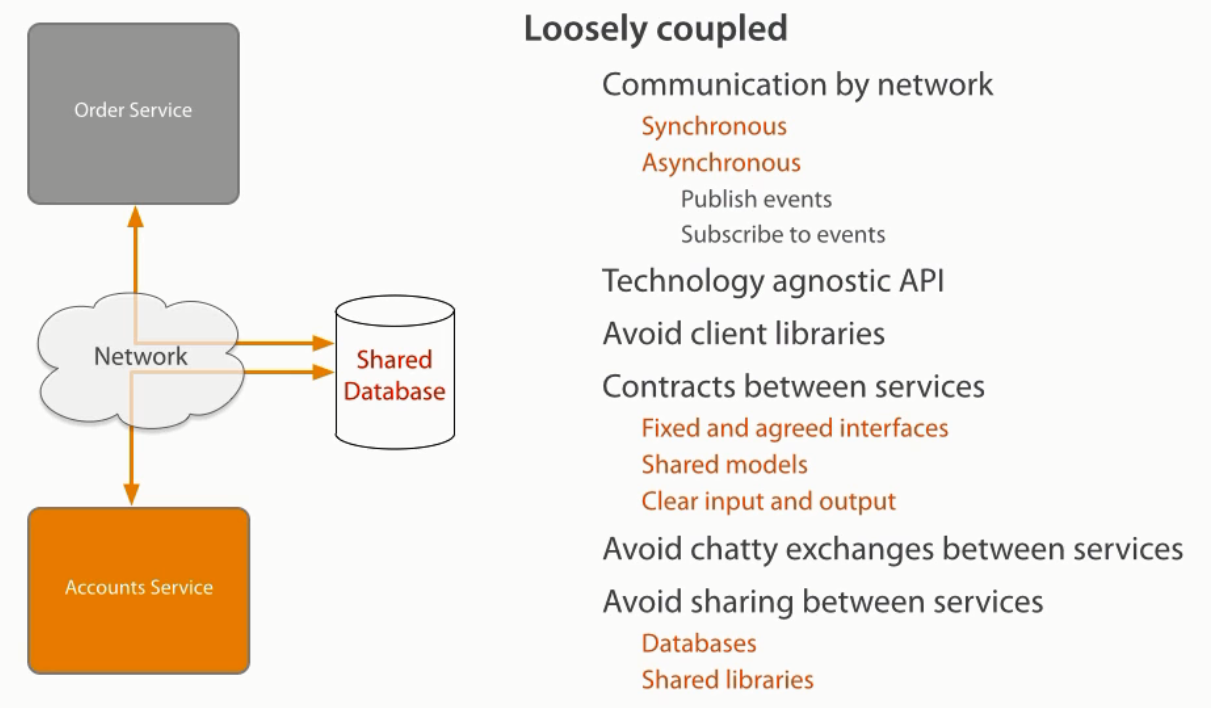 Order Service
Network
Shared
Database
Accounts Service
Loosely coupled
Communication by network
Synchronous
Asynchronous
Publish events
Subscribe to events
Technology agnostic API
Avoid client libraries
Contracts between services
Fixed and agreed interfaces
Shared models
Clear input and output
Avoid chatty exchanges between services
Avoid sharing between services
Databases
Shared libraries